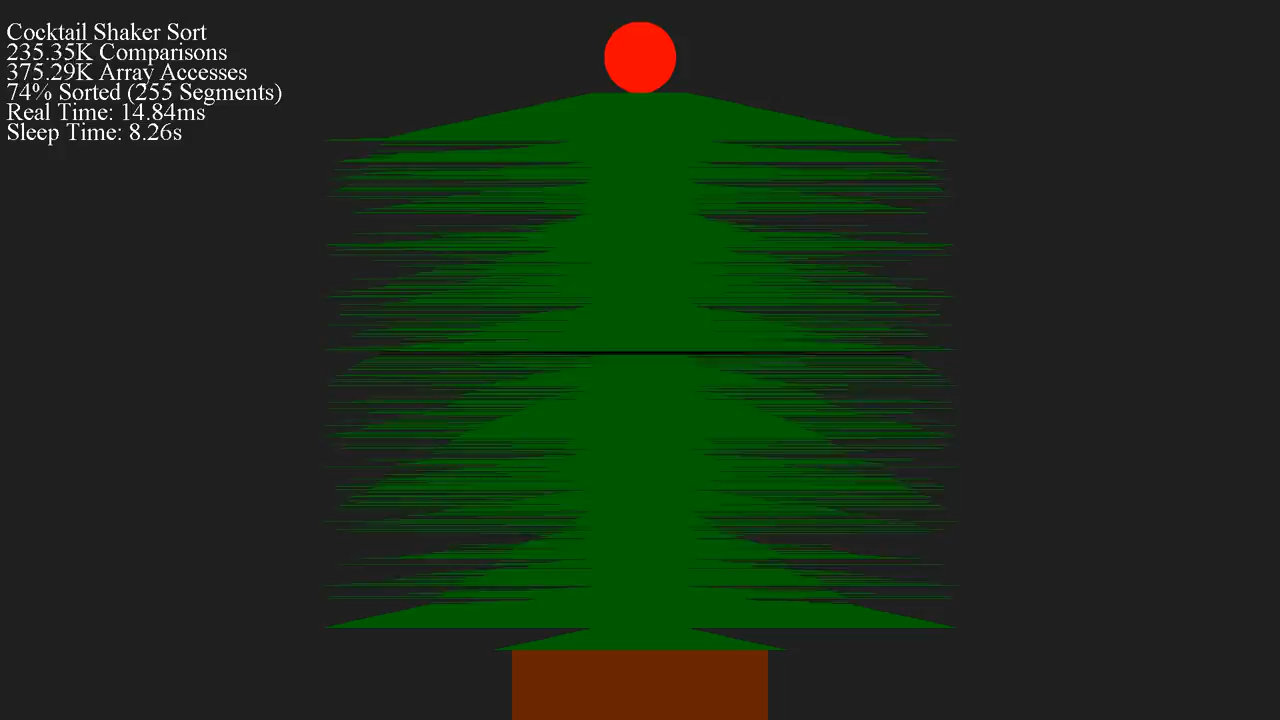 Cocktail Shaker Sort
235.35K Comparisons
375.29K Array Accesses
74% Sorted (255 Segments)
Real Time: 14.84ms
Sleep Time: 8.26s